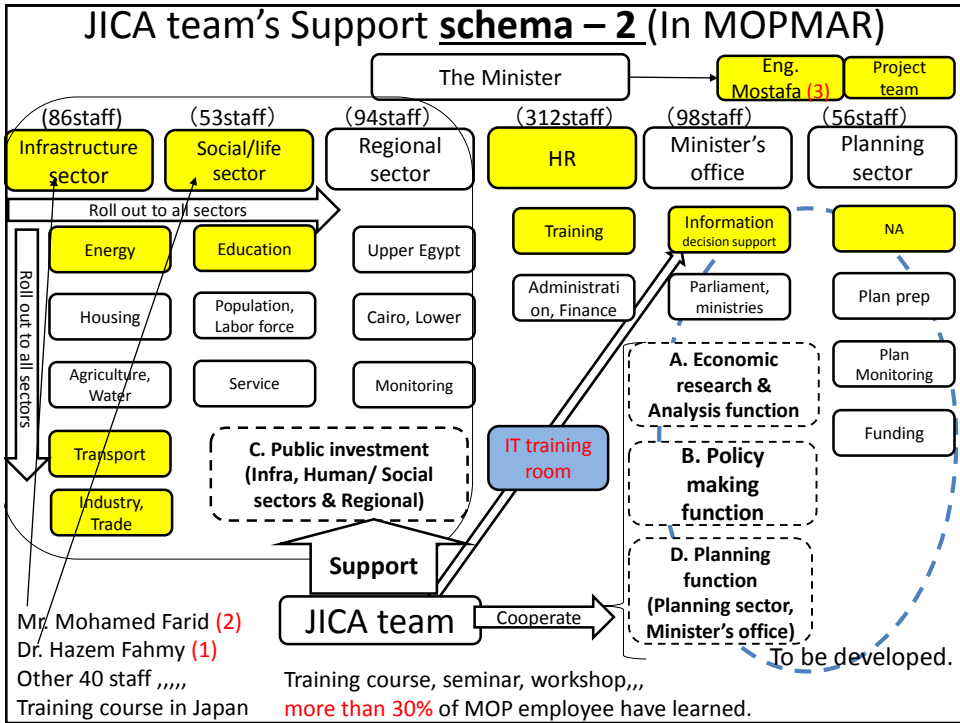 JICA team's Support schema – 2 (In MOPMAR)
The Minister
Eng.
Mostafa (3)
Project
team
(86staff)
(53staff)
(94staff)
(312staff)
(98staff)
(56staff)
Infrastructure
sector
Social/life
sector
Regional
sector
HR
Minister's
office
Planning
sector
Roll out to all sectors
Roll out to all sectors
Energy
Education
Upper Egypt
Training
Information
decision support
NA
Housing
Population,
Labor force
Cairo, Lower
Administrati
on, Finance
Parliament,
ministries
Plan prep
Agriculture,
Water
Service
Monitoring
A. Economic
research &
Analysis function
Plan
Monitoring
Transport
C. Public investment
(Infra, Human/ Social
sectors & Regional)
IT training
room
B. Policy
making
function
Funding
Industry,
Trade
Support
D. Planning
function
(Planning sector,
Minister's office)
JICA team
Cooperate
To be developed.
Mr. Mohamed Farid (2)
Dr. Hazem Fahmy (1)
Other 40 staff ,,,,,
Training course in Japan
Training course, seminar, workshop,,,
more than 30% of MOP employee have learned.